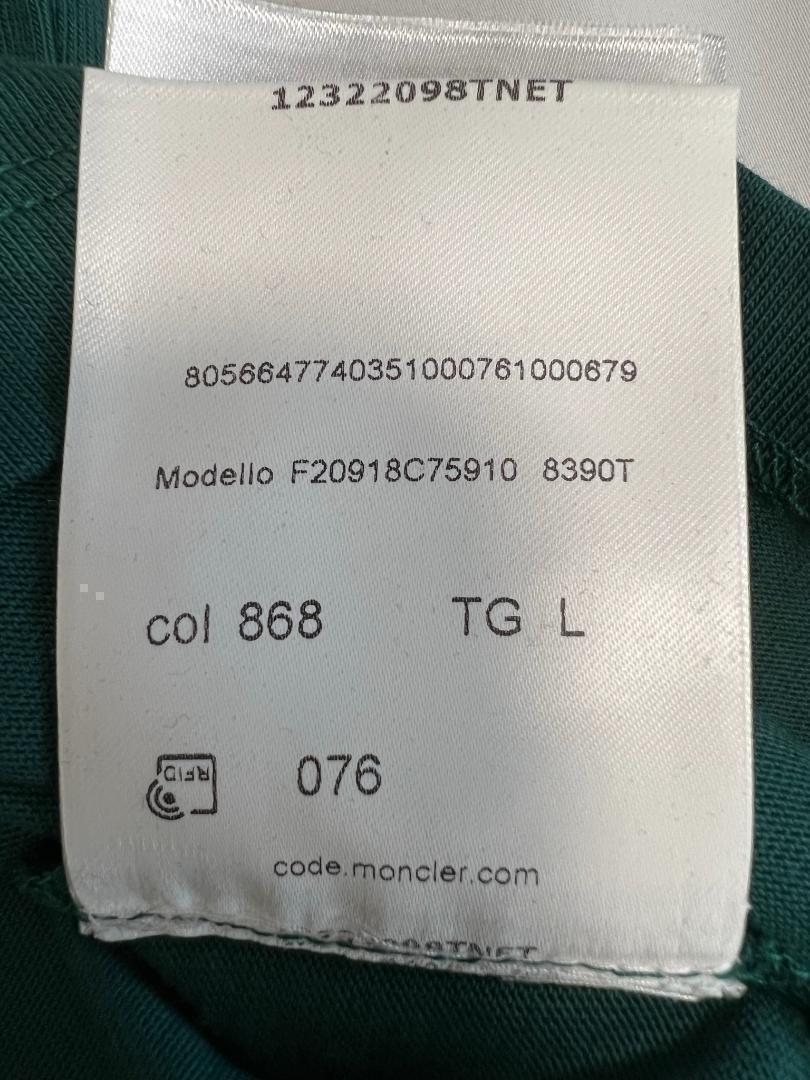 12322098TNET
8056647740351000761000679
Modello F20918C75910 8390T
col 868 TG L
RFID
076
code.moncler.com